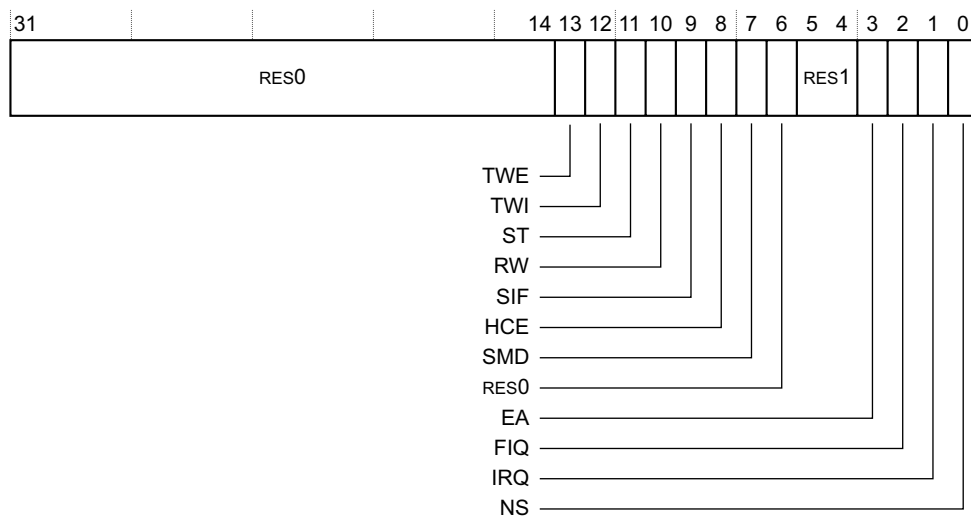 31 14 13 12 11 10 9 8 7 6 5 4 3 2 1 0
RES0 RES1
TWE
TWI
ST
RW
SIF
HCE
SMD
RES0
EA
FIQ
IRQ
NS